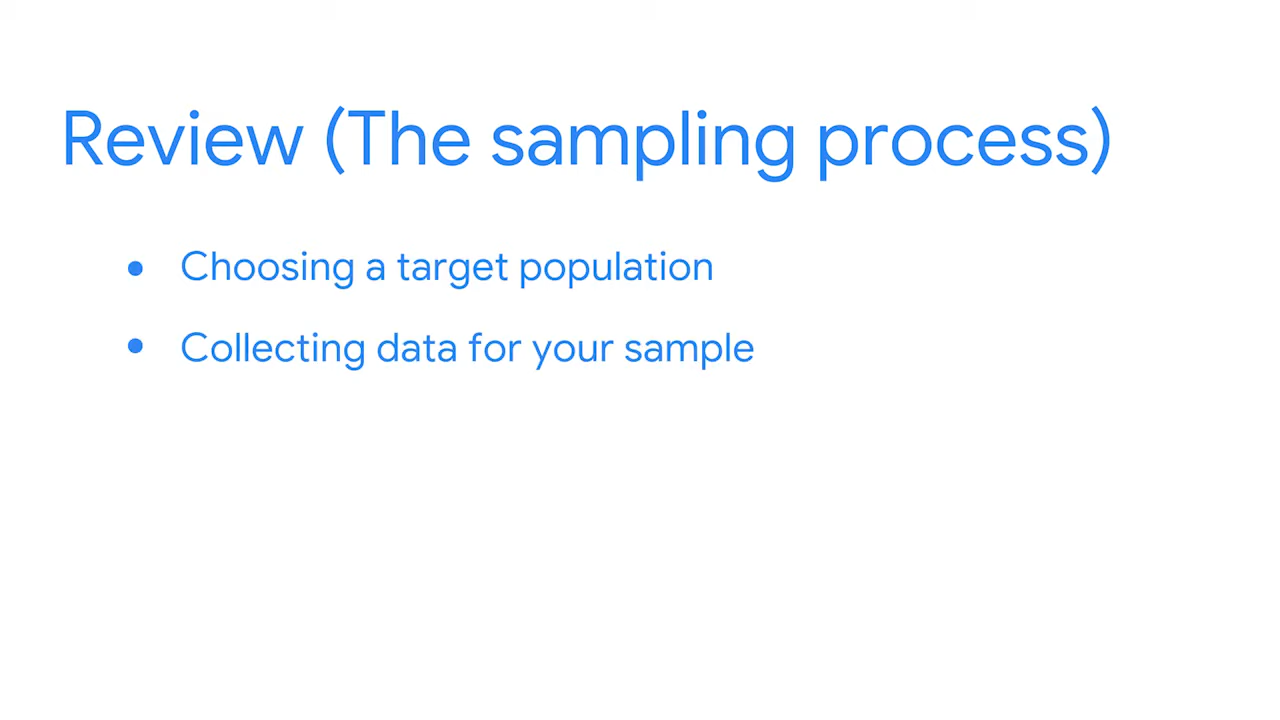 Review (The sampling process)
• Choosing a target population
• Collecting data for your sample